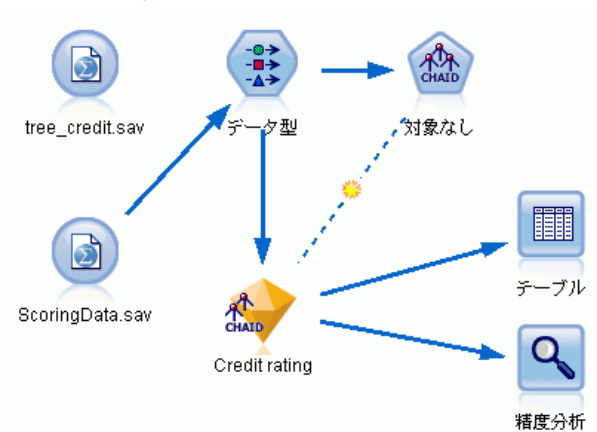 CHAID
tree_credit.sav
データ型
対象なし
ScoringData.sav
CHAID
Credit rating
テーブル
精度分析